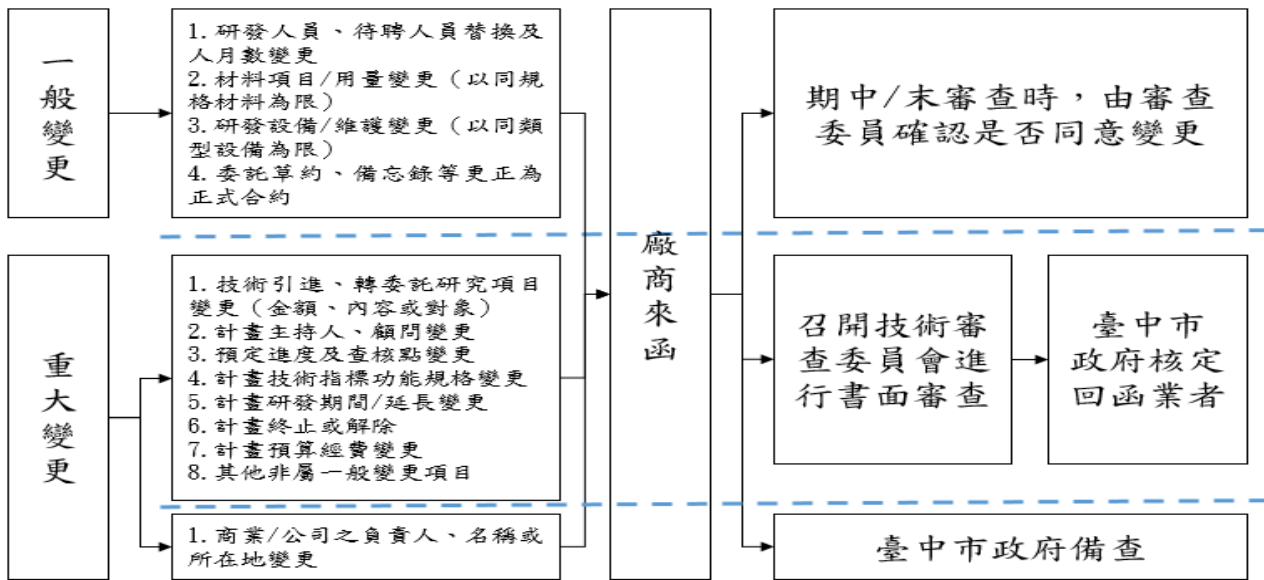 一般變更
1. 研發人員、待聘人員替換及
人月數變更
2. 材料項目/用量變更（以同規
格材料為限）
3. 研發設備/維護變更（以同類
型設備為限）
4. 委託草約、備忘錄等更正為
正式合約
廠商來函
期中/末審查時，由審查
委員確認是否同意變更
重大變更
1. 技術引進、轉委託研究項目
變更（金額、內容或對象）
2. 計畫主持人、顧問變更
3. 預定進度及查核點變更
4. 計畫技術指標功能規格變更
5. 計畫研發期間/延長變更
6. 計畫終止或解除
7. 計畫預算經費變更
8. 其他非屬一般變更項目
召開技術審
查委員會進
行書面審查
臺中市
政府核定
回函業者
1. 商業/公司之負責人、名稱或
所在地變更
臺中市政府備查